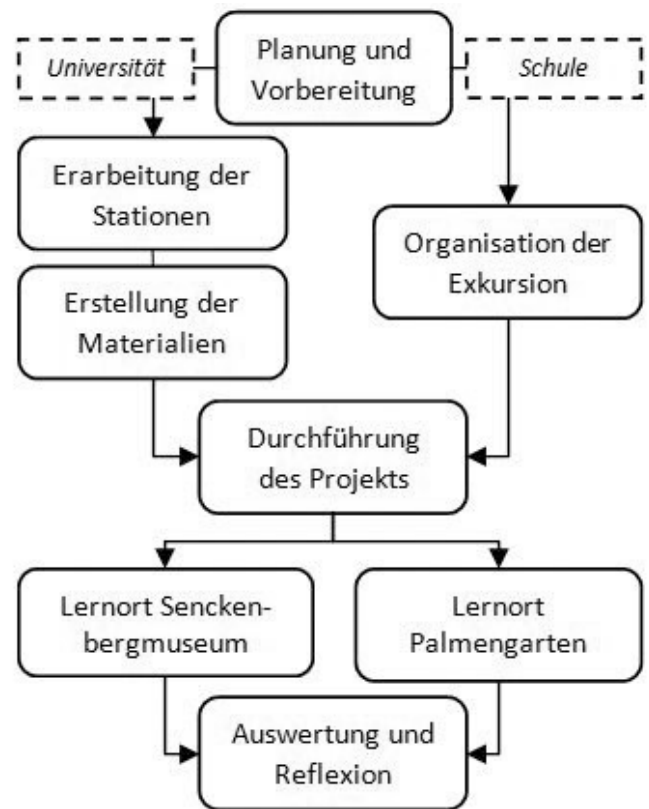 Planung und
Vorbereitung
Universität
Schule
Erarbeitung der
Stationen
Organisation der
Exkursion
Erstellung der
Materialien
Durchführung
des Projekts
Lernort Sencken-
bergmuseum
Lernort
Palmengarten
Auswertung und
Reflexion